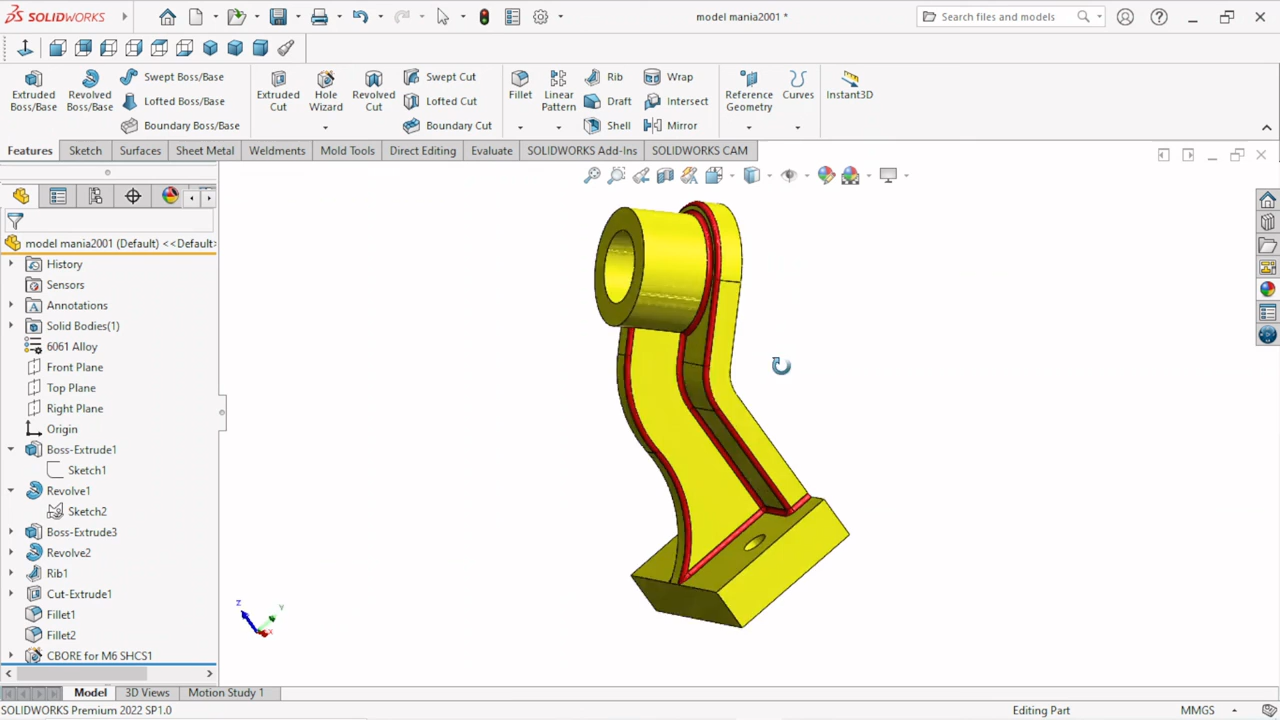 SOLIDWORKS
model mania2001 *
Search files and models
Extruded Boss/Base
Revolved Boss/Base
Swept Boss/Base
Lofted Boss/Base
Boundary Boss/Base
Extruded Cut
Hole Wizard
Revolved Cut
Swept Cut
Lofted Cut
Boundary Cut
Fillet
Linear Pattern
Rib
Draft
Shell
Wrap
Intersect
Mirror
Reference Geometry
Curves
Instant3D
Features
Sketch
Surfaces
Sheet Metal
Weldments
Mold Tools
Direct Editing
Evaluate
SOLIDWORKS Add-Ins
SOLIDWORKS CAM
model mania2001 (Default) <<Default>
History
Sensors
Annotations
Solid Bodies(1)
6061 Alloy
Front Plane
Top Plane
Right Plane
Origin
Boss-Extrude1
Sketch1
Revolve1
Sketch2
Boss-Extrude3
Revolve2
Rib1
Cut-Extrude1
Fillet1
Fillet2
CBORE for M6 SHCS1
Z
Y
X
Model
3D Views
Motion Study 1
SOLIDWORKS Premium 2022 SP1.0
Editing Part
MMGS